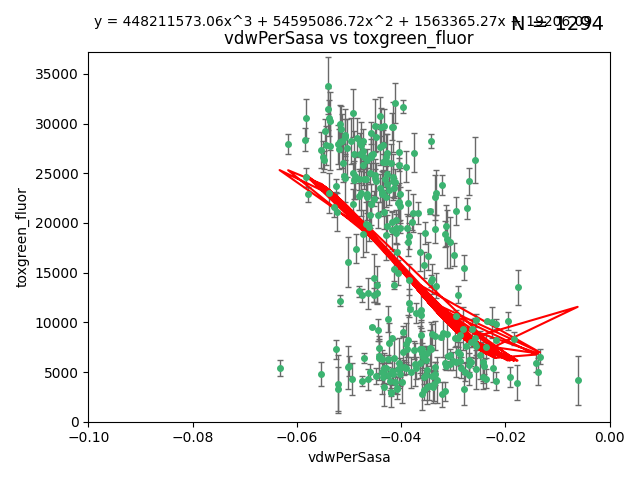 y = 448211573.06x^3 + 54595086.72x^2 + 1563365.27x + 19206.09
N = 1294
vdwPerSasa vs toxgreen_fluor
35000
30000
25000
20000
15000
10000
5000
0
toxgreen_fluor
−0.10
−0.08
−0.06
−0.04
−0.02
0.00
vdwPerSasa